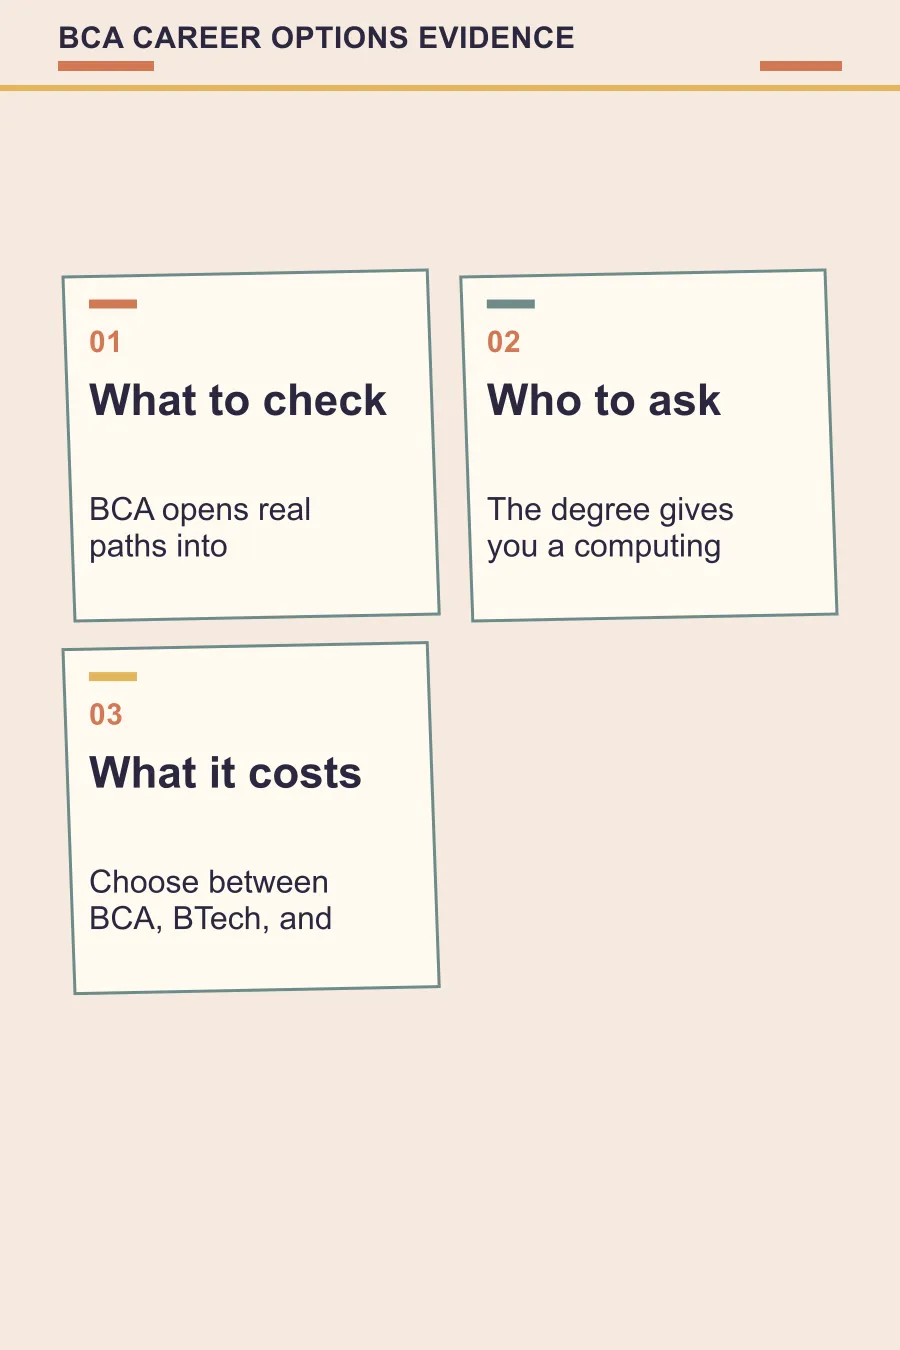 BCA CAREER OPTIONS EVIDENCE
01
What to check
BCA opens real
paths into
02
Who to ask
The degree gives
you a computing
03
What it costs
Choose between
BCA, BTech, and